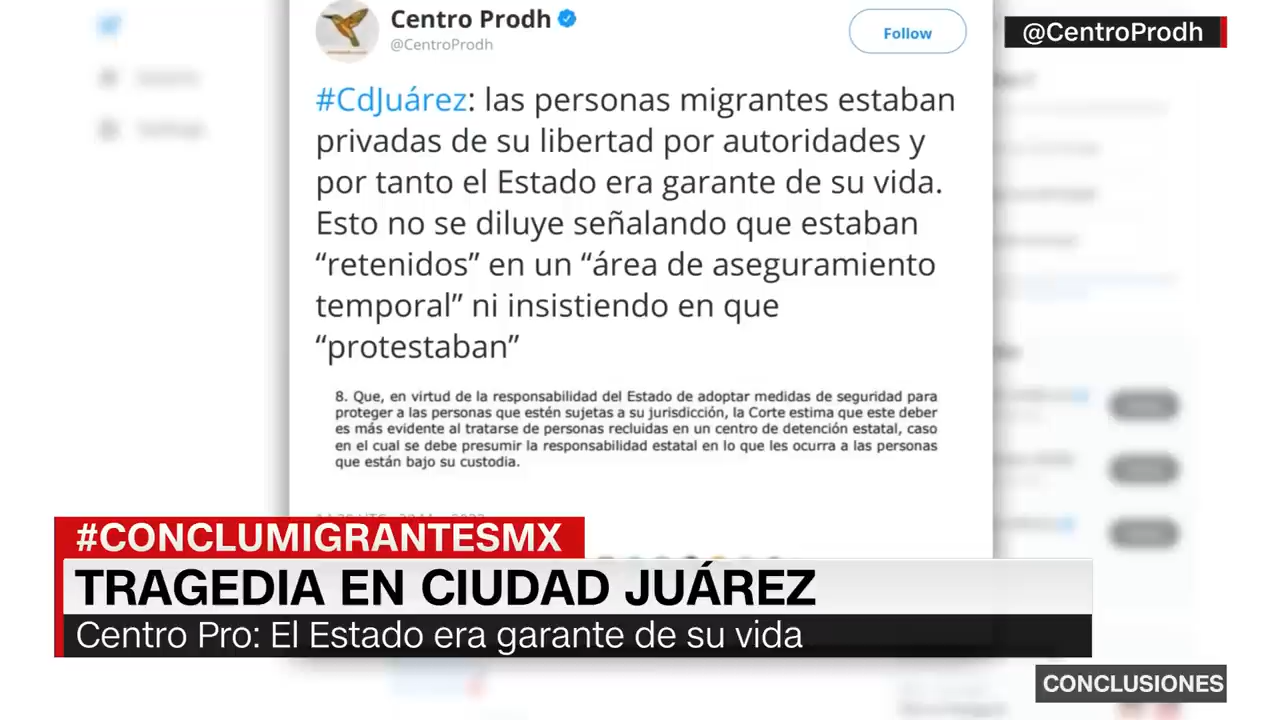 Centro Prodh
@CentroProdh
Follow
@CentroProdh
#CdJuárez: las personas migrantes estaban
privadas de su libertad por autoridades y
por tanto el Estado era garante de su vida.
Esto no se diluye señalando que estaban
“retenidos” en un “área de aseguramiento
temporal” ni insistiendo en que
“protestaban”
8. Que, en virtud de la responsabilidad del Estado de adoptar medidas de seguridad para
proteger a las personas que estén sujetas a su jurisdicción, la Corte estima que este deber
es más evidente al tratarse de personas recluidas en un centro de detención estatal, caso
en el cual se debe presumir la responsabilidad estatal en lo que les ocurra a las personas
que están bajo su custodia.
#CONCLUMIGRANTESMX
TRAGEDIA EN CIUDAD JUÁREZ
Centro Pro: El Estado era garante de su vida
CONCLUSIONES